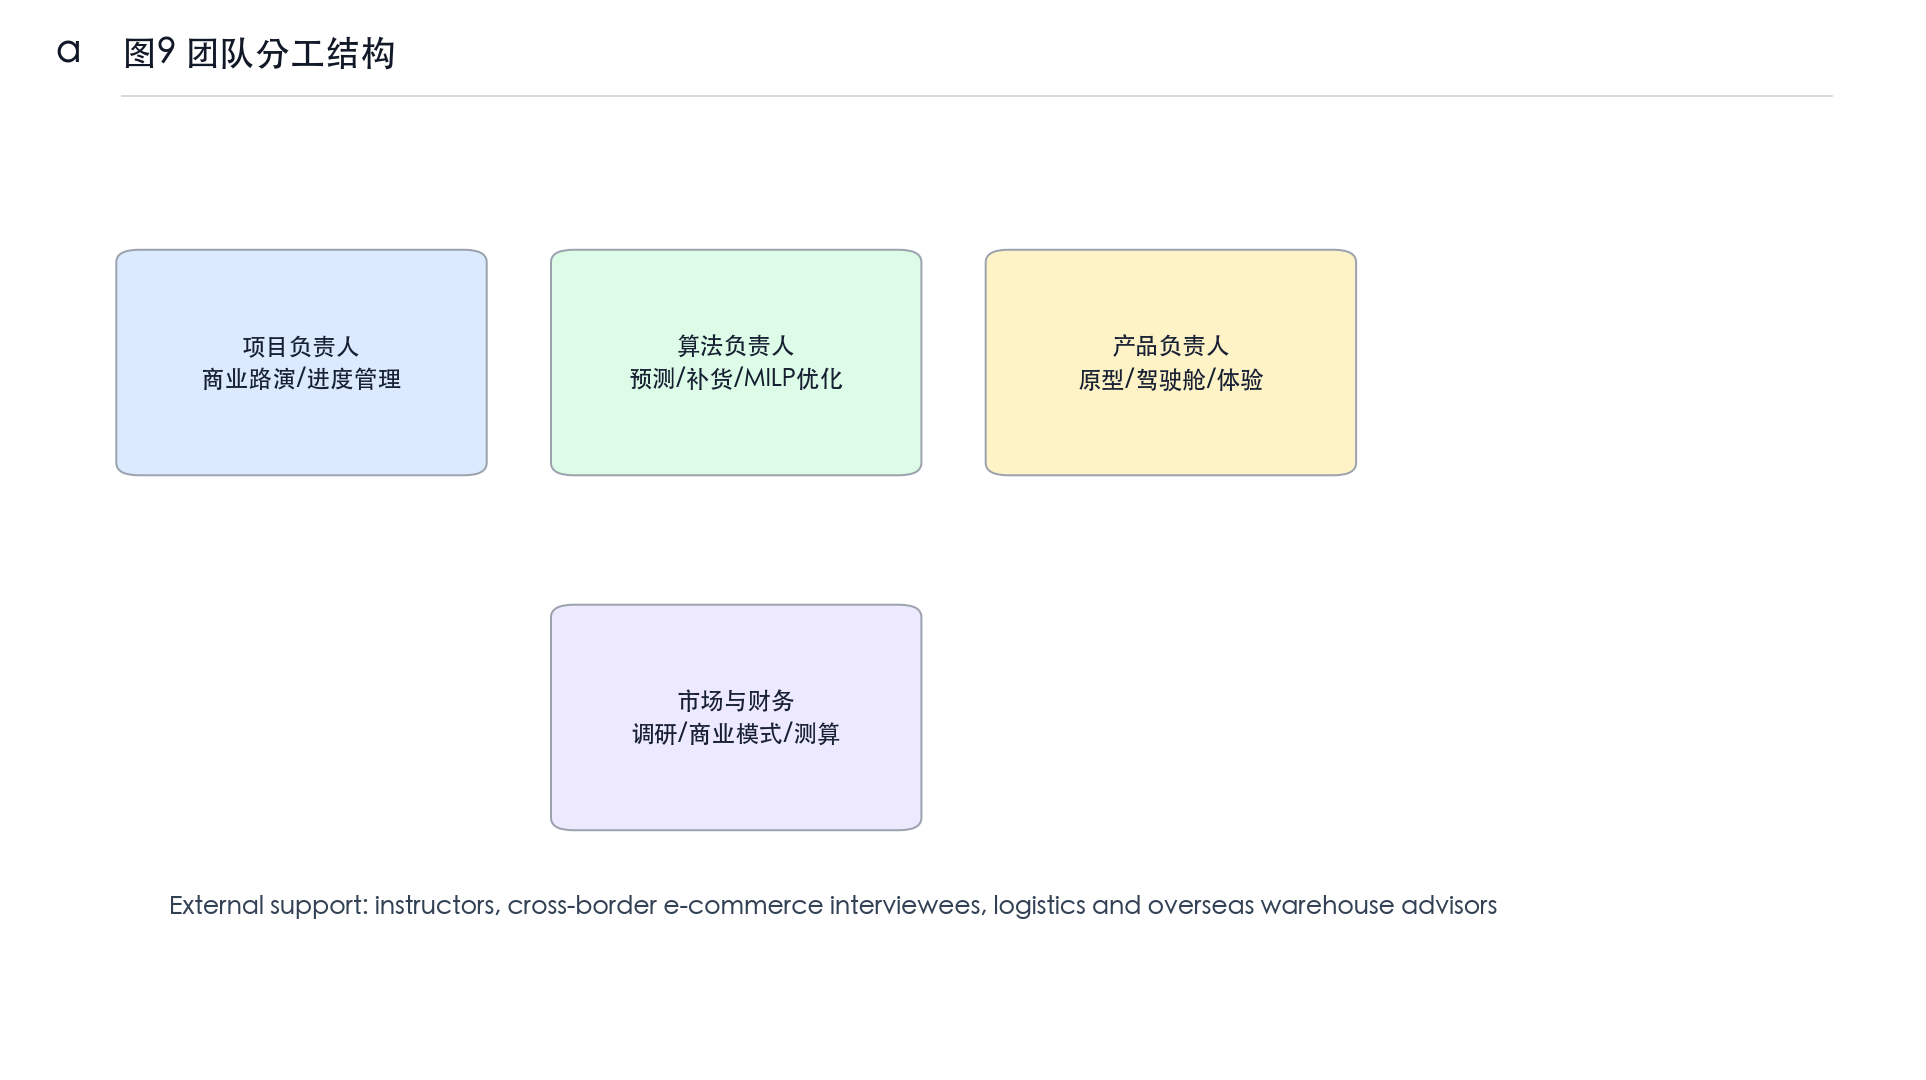 a 图9 团队分工结构
项目负责人
商业路演/进度管理
算法负责人
预测/补货/MILP优化
产品负责人
原型/驾驶舱/体验
市场与财务
调研/商业模式/测算
External support: instructors, cross-border e-commerce interviewees, logistics and overseas warehouse advisors